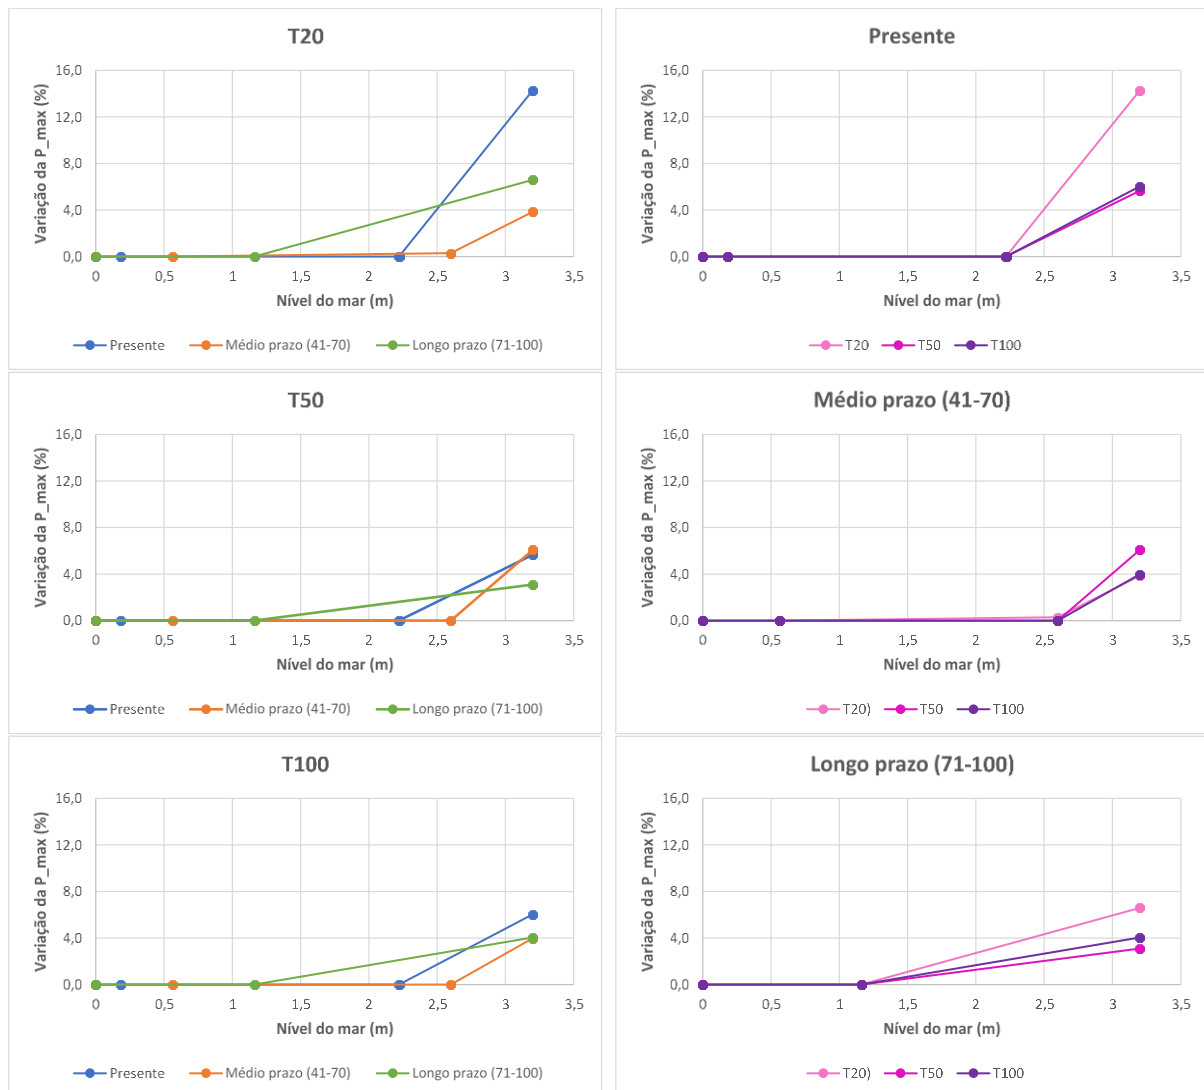 T20
Variação da P_max (%)
16,0
12,0
8,0
4,0
0,0
0 0,5 1 1,5 2 2,5 3 3,5
Nível do mar (m)
Presente Médio prazo (41-70) Longo prazo (71-100)
Presente
Variação da P_max (%)
16,0
12,0
8,0
4,0
0,0
0 0,5 1 1,5 2 2,5 3 3,5
Nível do mar (m)
T20 T50 T100
T50
Variação da P_max (%)
16,0
12,0
8,0
4,0
0,0
0 0,5 1 1,5 2 2,5 3 3,5
Nível do mar (m)
Presente Médio prazo (41-70) Longo prazo (71-100)
Médio prazo (41-70)
Variação da P_max (%)
16,0
12,0
8,0
4,0
0,0
0 0,5 1 1,5 2 2,5 3 3,5
Nível do mar (m)
T20) T50 T100
T100
Variação da P_max (%)
16,0
12,0
8,0
4,0
0,0
0 0,5 1 1,5 2 2,5 3 3,5
Nível do mar (m)
Presente Médio prazo (41-70) Longo prazo (71-100)
Longo prazo (71-100)
Variação da P_max (%)
16,0
12,0
8,0
4,0
0,0
0 0,5 1 1,5 2 2,5 3 3,5
Nível do mar (m)
T20) T50 T100